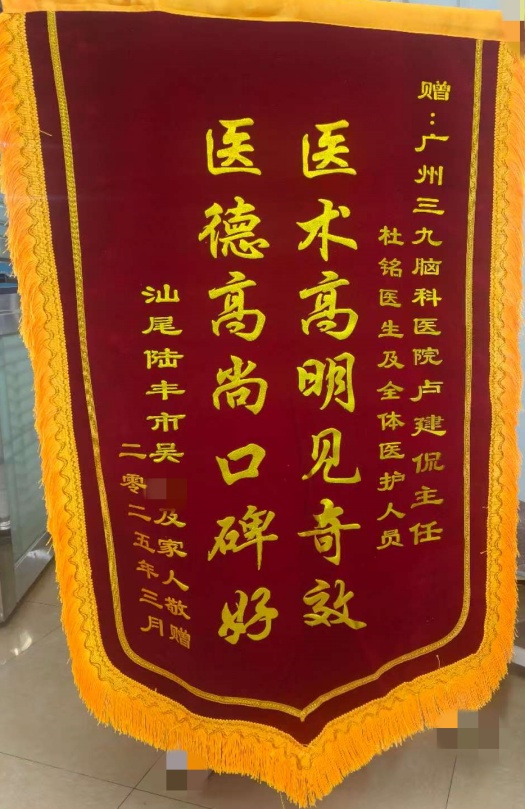 赠：广州三九脑科医院卢建侃主任
杜铭医生及全体医护人员
医术高明见奇效
医德高尚口碑好
汕尾陆丰市吴 及家人敬赠
二零二五年三月